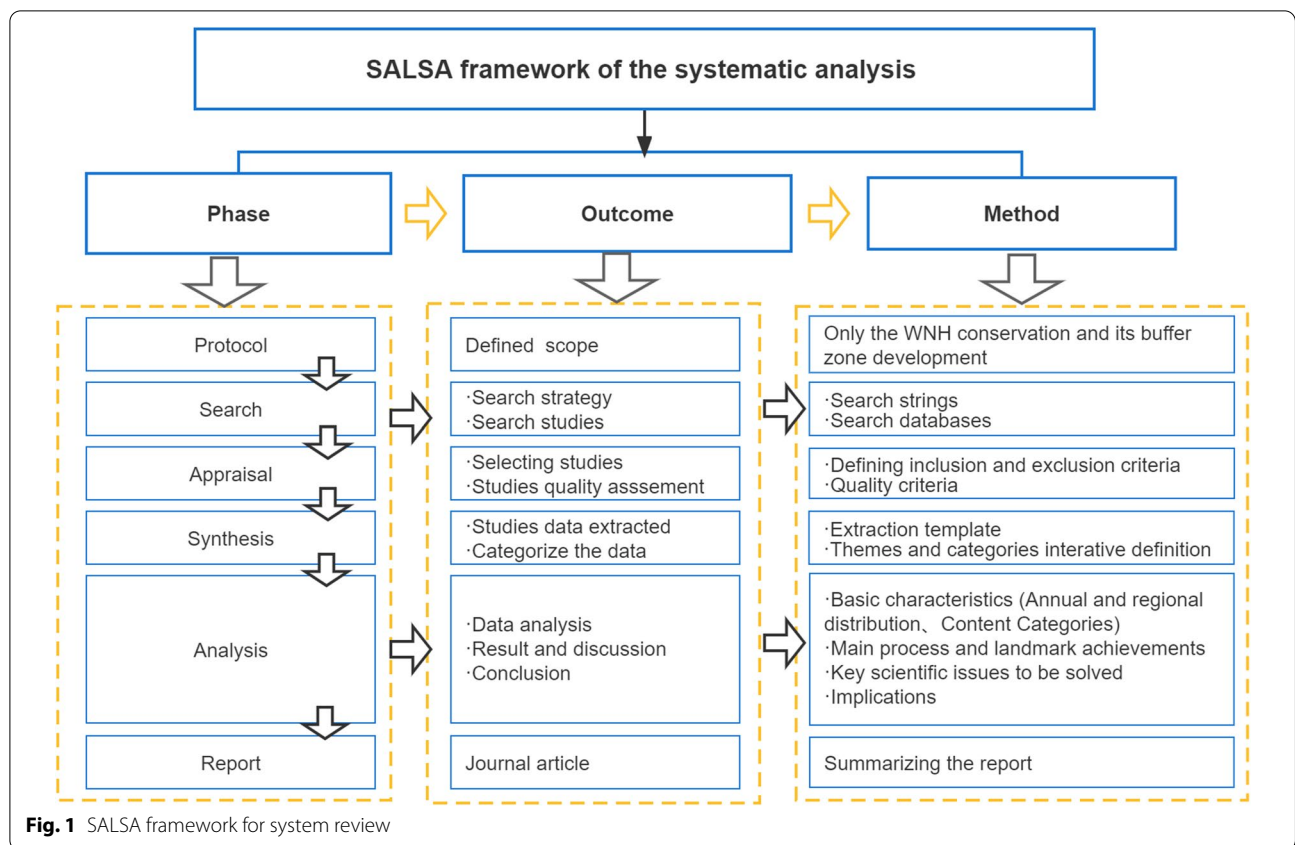 SALSA framework of the systematic analysis
Phase
Outcome
Method
Protocol
Defined scope
Only the WNH conservation and its buffer
zone development
Search
·Search strategy
·Search studies
·Search strings
·Search databases
Appraisal
·Selecting studies
·Studies quality asssement
·Defining inclusion and exclusion criteria
·Quality criteria
Synthesis
·Studies data extracted
·Categorize the data
·Extraction template
·Themes and categories interative definition
Analysis
·Data analysis
·Result and discussion
·Conclusion
·Basic characteristics (Annual and regional
distribution、Content Categories)
·Main process and landmark achievements
·Key scientific issues to be solved
·Implications
Report
Journal article
Summarizing the report
Fig. 1 SALSA framework for system review